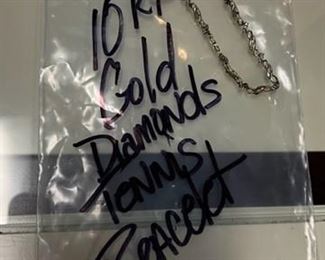 10 KT
Gold
Diamonds
Tennis
Bracelet